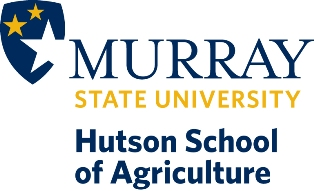 MURRAY
STATE UNIVERSITY
Hutson School
of Agriculture